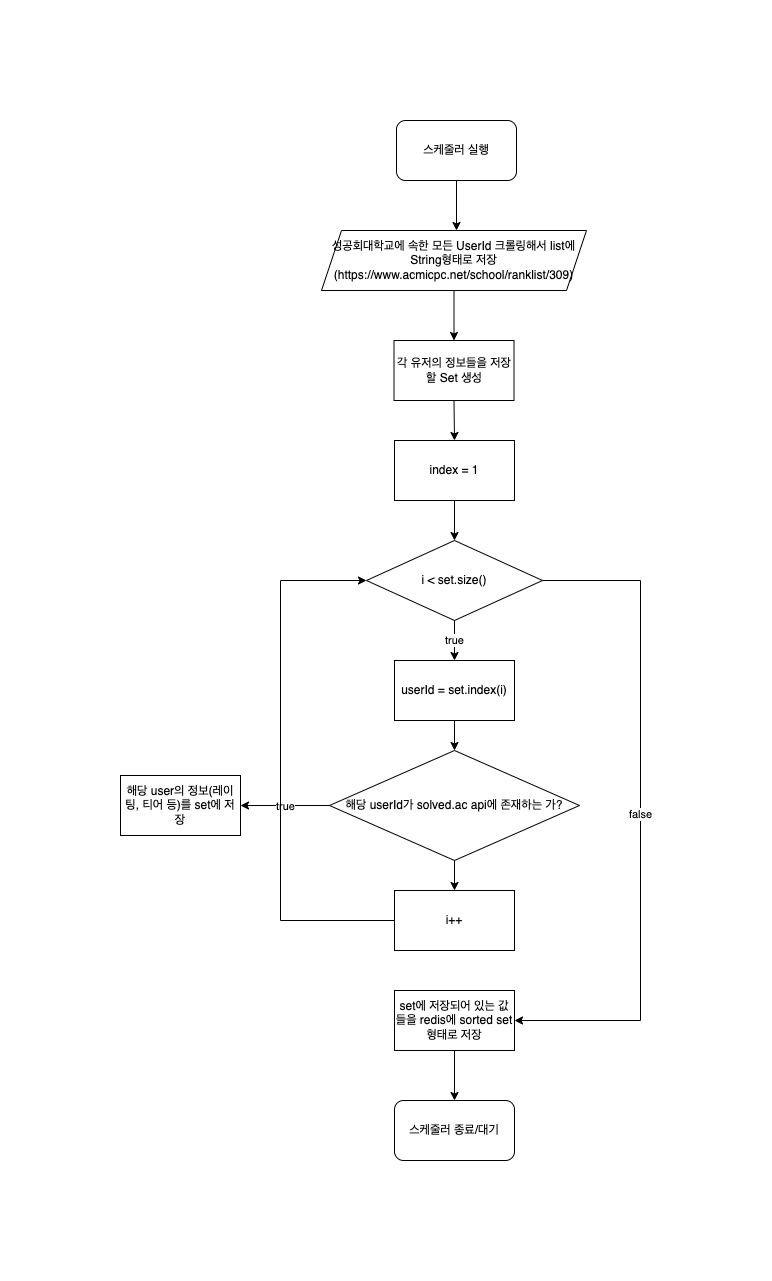 스케줄러 실행
성공회대학교에 속한 모든 UserId 크롤링해서 list에
String형태로 저장
(https://www.acmicpc.net/school/ranklist/309)
각 유저의 정보들을 저장
할 Set 생성
index = 1
i < set.size()
true
userId = set.index(i)
해당 user의 정보(레이
팅, 티어 등)를 set에 저
장
true
해당 userId가 solved.ac api에 존재하는 가?
false
i++
set에 저장되어 있는 값
들을 redis에 sorted set
형태로 저장
스케줄러 종료/대기